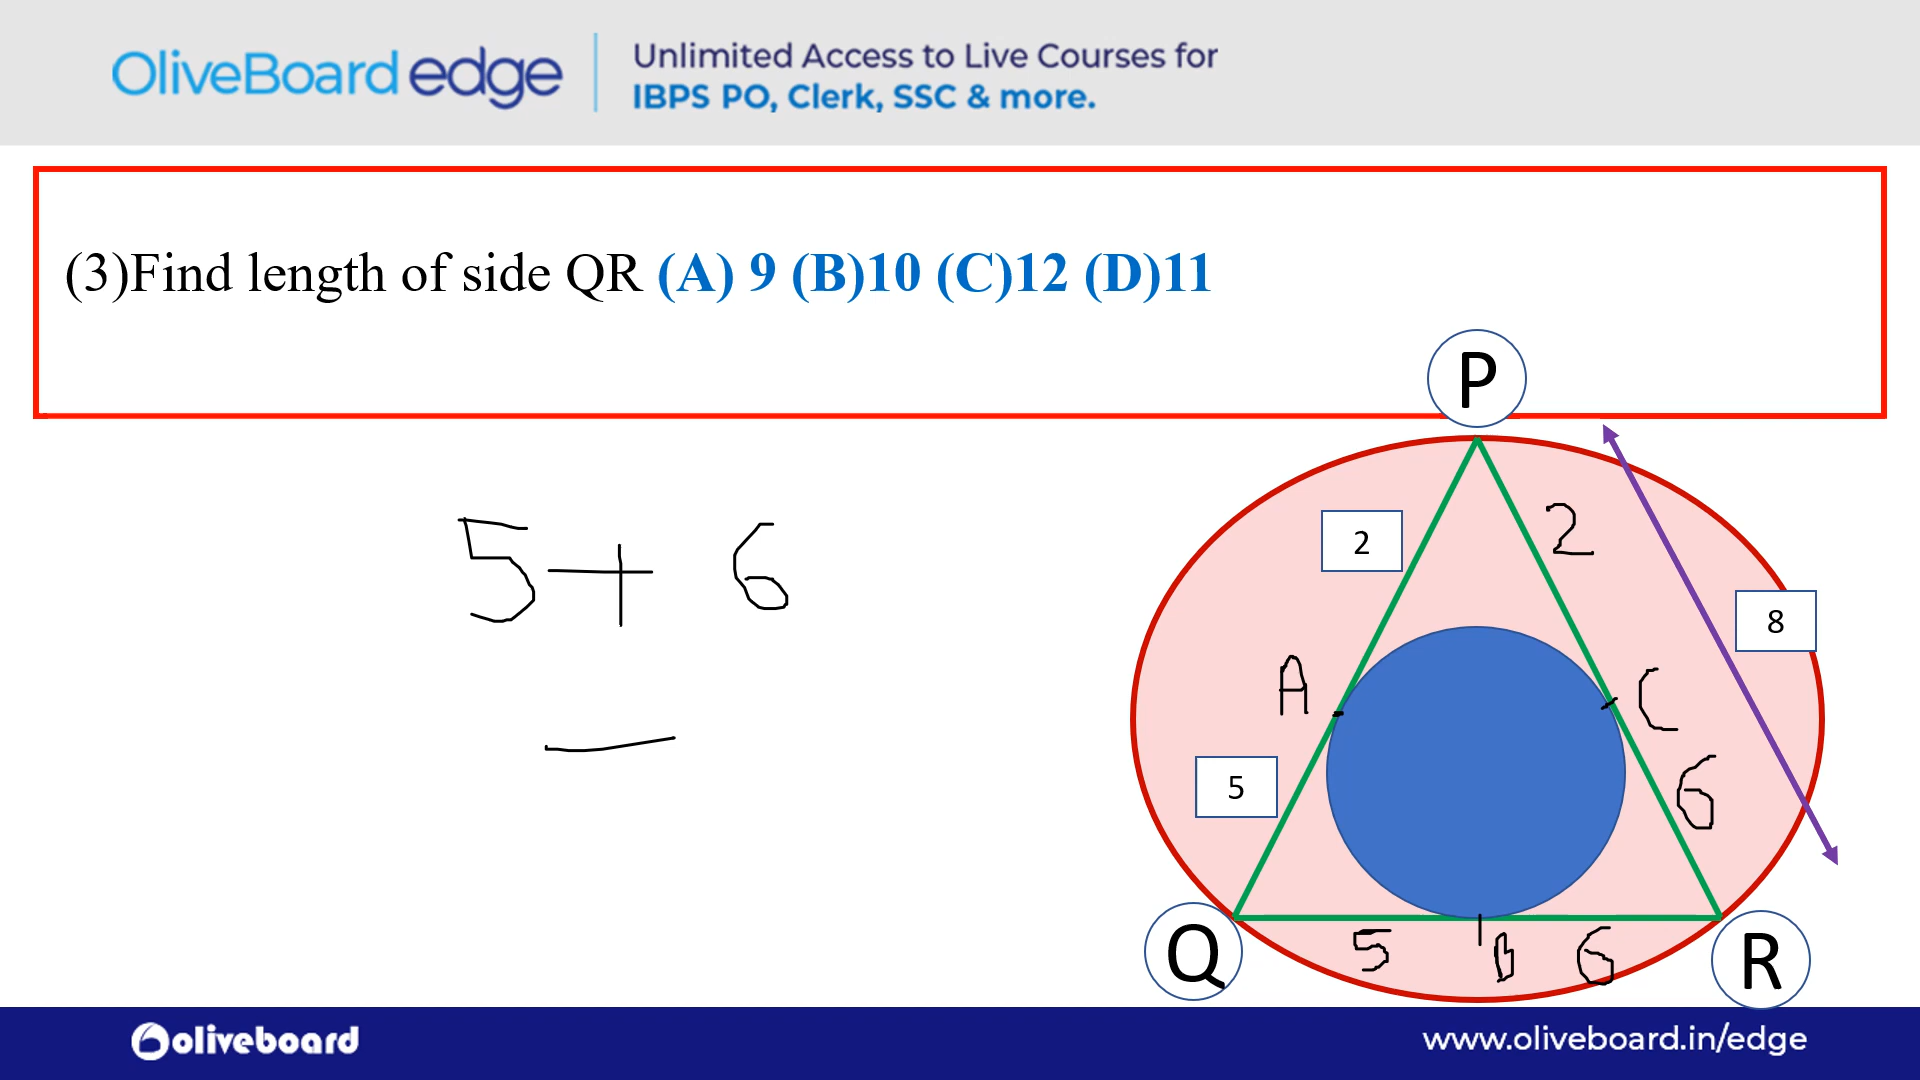 OliveBoard edge
Unlimited Access to Live Courses for
IBPS PO, Clerk, SSC & more.
(3)Find length of side QR (A) 9 (B)10 (C)12 (D)11
P
2
2
5 + 6
8
A
C
5
6
Q
5
b
6
R
oliveboard
www.oliveboard.in/edge